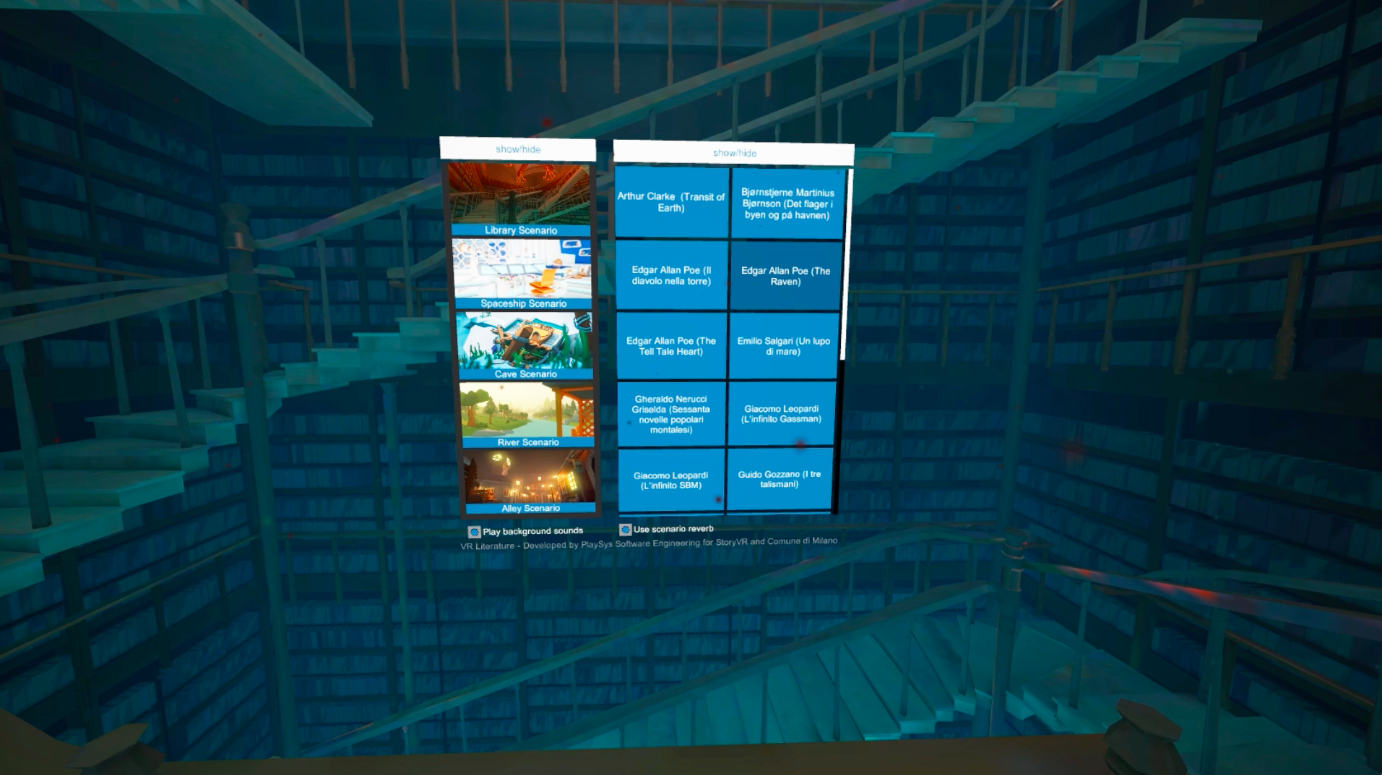 show/hide
Library Scenario
Spaceship Scenario
Cave Scenario
River Scenario
Alley Scenario
Play background sounds
show/hide
Arthur Clarke (Transit of
Earth)
Bjørnstjerne Martinius
Bjørnson (Det flager i
byen og på havnen)
Edgar Allan Poe (Il
diavolo nella torre)
Edgar Allan Poe (The
Raven)
Edgar Allan Poe (The
Tell Tale Heart)
Emilio Salgari (Un lupo
di mare)
Gheraldo Nerucci
Griselda (Sessanta
novelle popolari
montalesi)
Giacomo Leopardi
(L'infinito Gassman)
Giacomo Leopardi
(L'infinito SBM)
Guido Gozzano (I tre
talismani)
Use scenario reverb
VR Literature - Developed by PlaySys Software Engineering for StoryVR and Comune di Milano